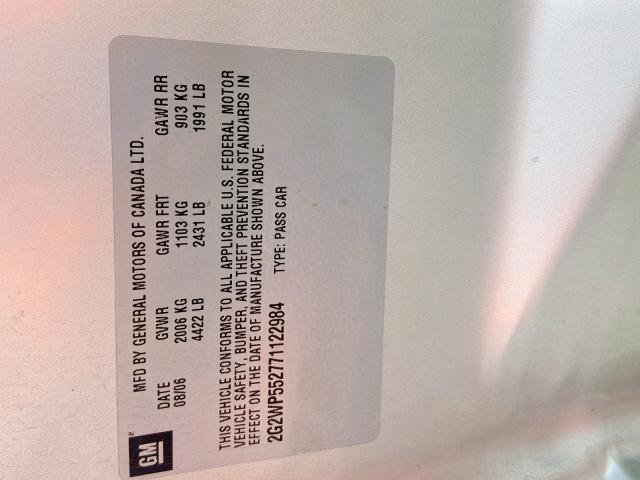 GM®
MFD BY GENERAL MOTORS OF CANADA LTD.
DATE GVWR GAWR FRT GAWR RR
08/06 2006 KG 1103 KG 903 KG
4422 LB 2431 LB 1991 LB
THIS VEHICLE CONFORMS TO ALL APPLICABLE U.S. FEDERAL MOTOR
VEHICLE SAFETY, BUMPER, AND THEFT PREVENTION STANDARDS IN
EFFECT ON THE DATE OF MANUFACTURE SHOWN ABOVE.
2G2WP552771122984 TYPE: PASS CAR